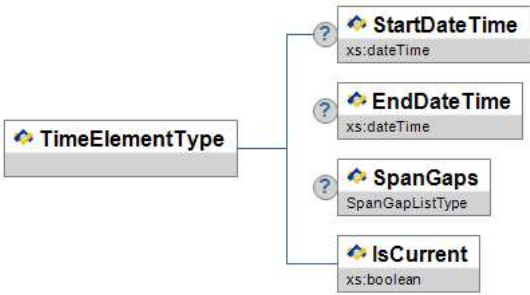 StartDateTime
xs:dateTime
EndDateTime
xs:dateTime
TimeElementType
SpanGaps
SpanGapListType
IsCurrent
xs:boolean
?
?
?